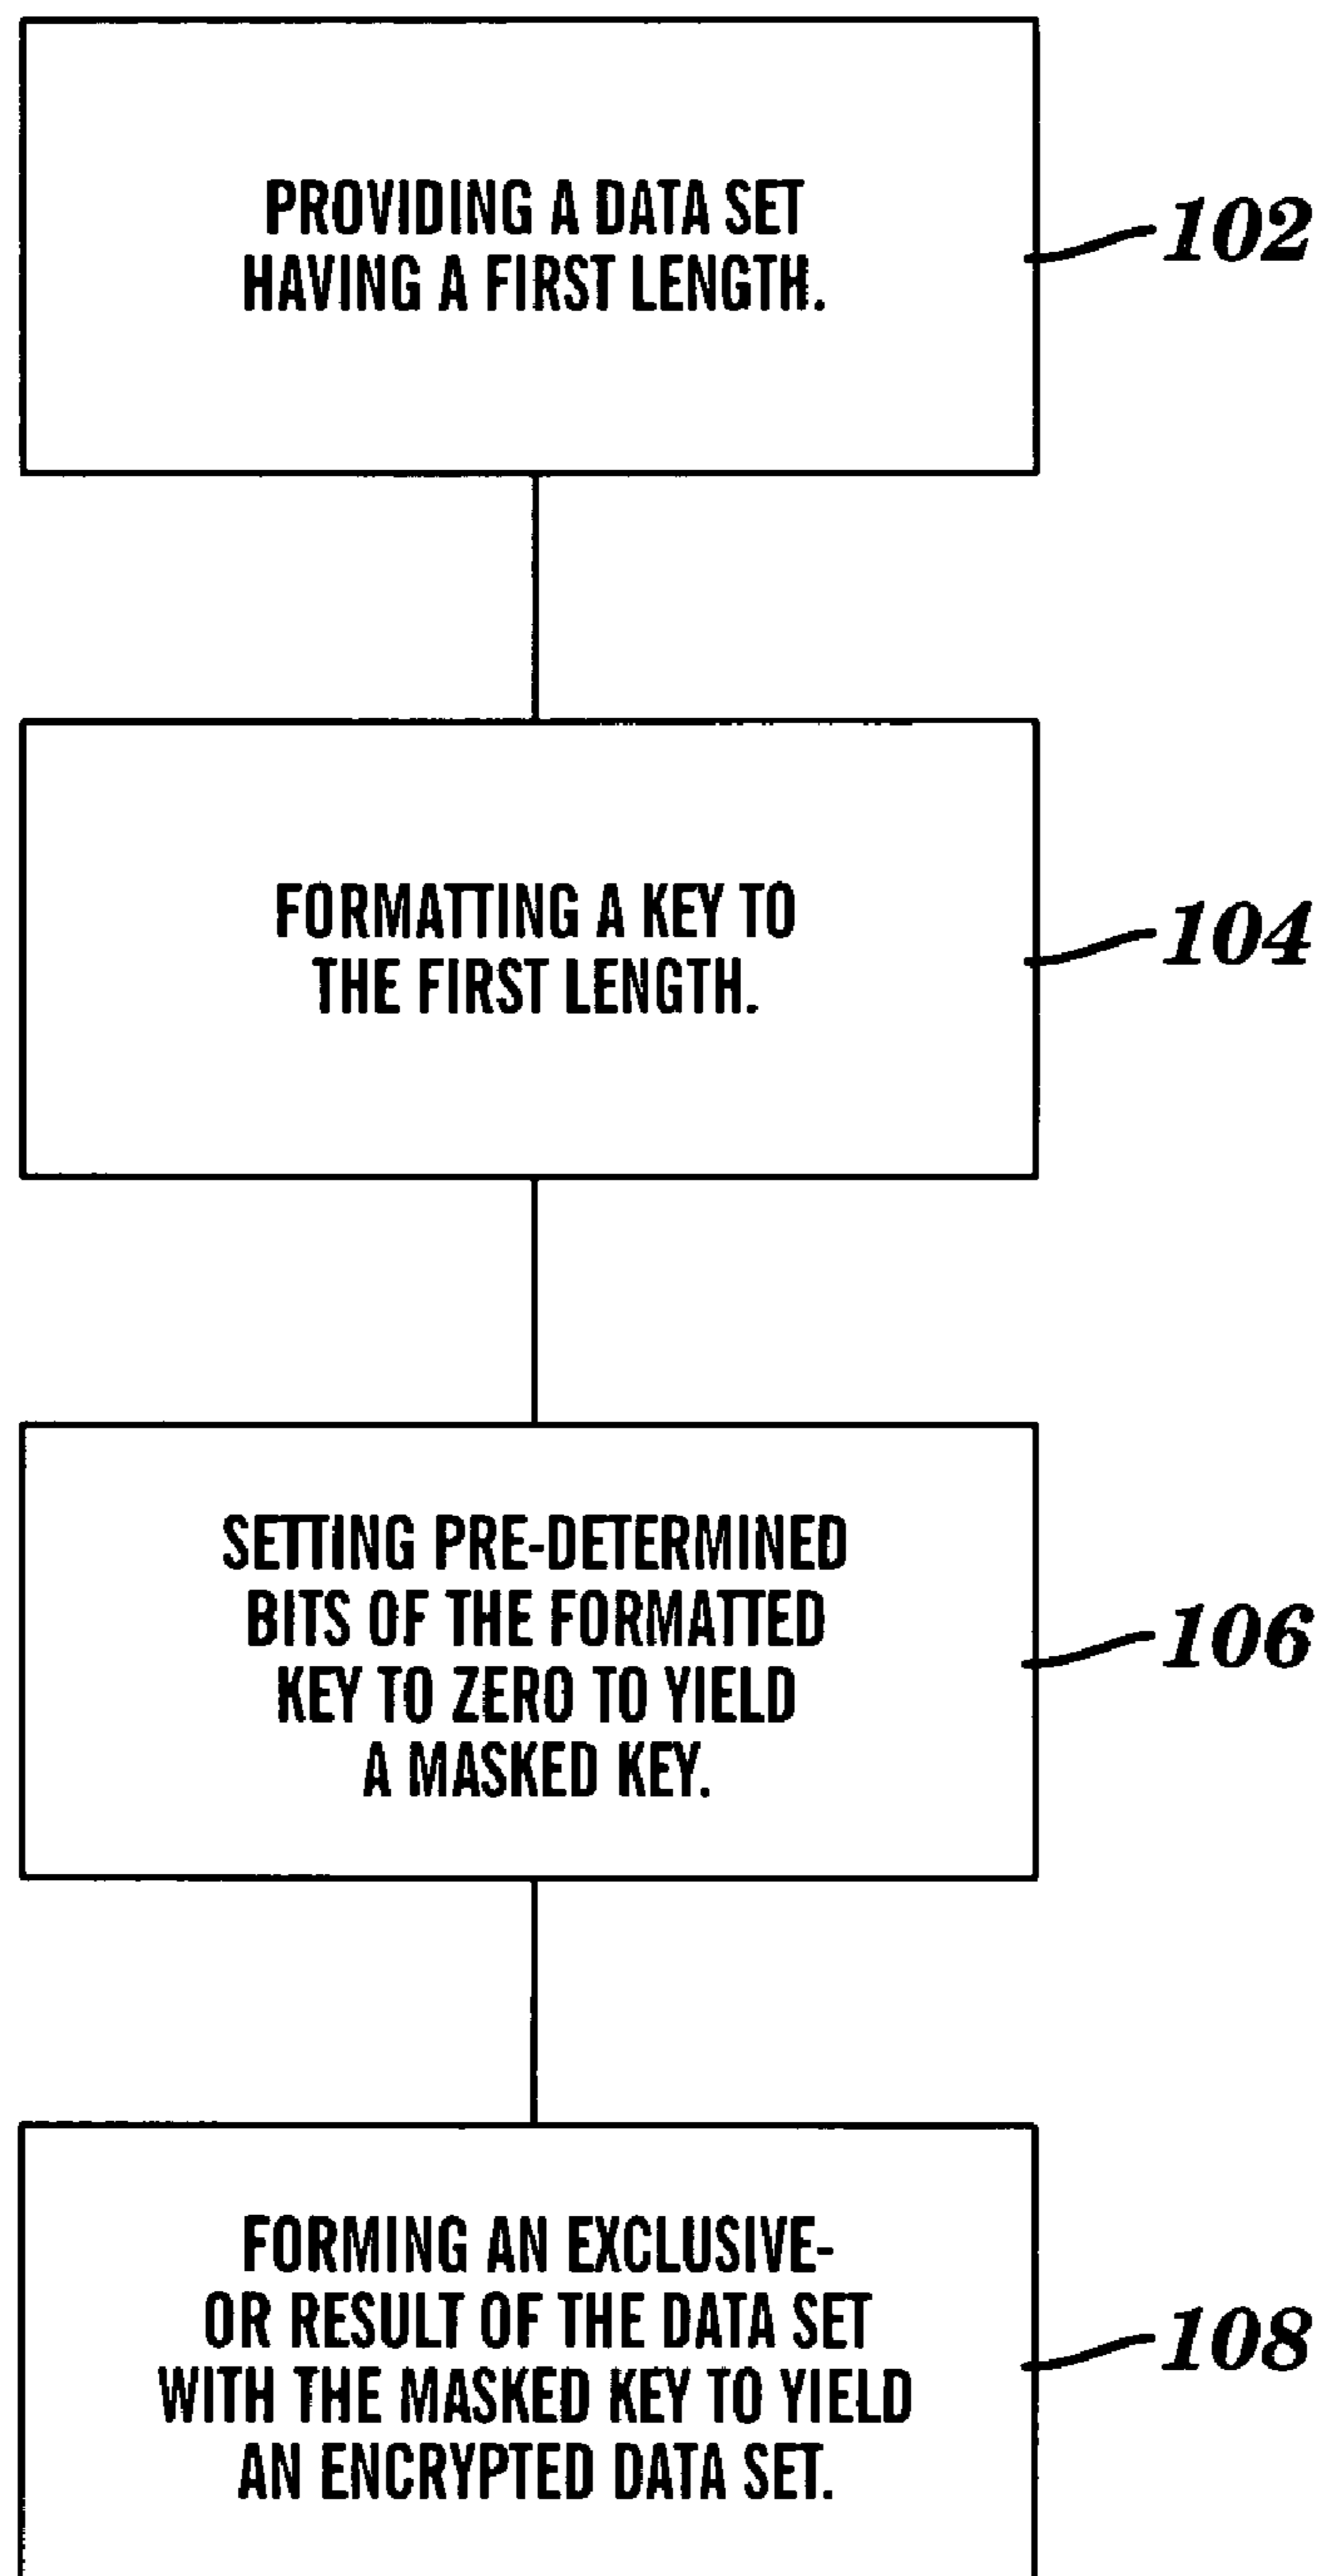 PROVIDING A DATA SET
HAVING A FIRST LENGTH.
102
FORMATTING A KEY TO
THE FIRST LENGTH.
104
SETTING PRE-DETERMINED
BITS OF THE FORMATTED
KEY TO ZERO TO YIELD
A MASKED KEY.
106
FORMING AN EXCLUSIVE-
OR RESULT OF THE DATA SET
WITH THE MASKED KEY TO YIELD
AN ENCRYPTED DATA SET.
108